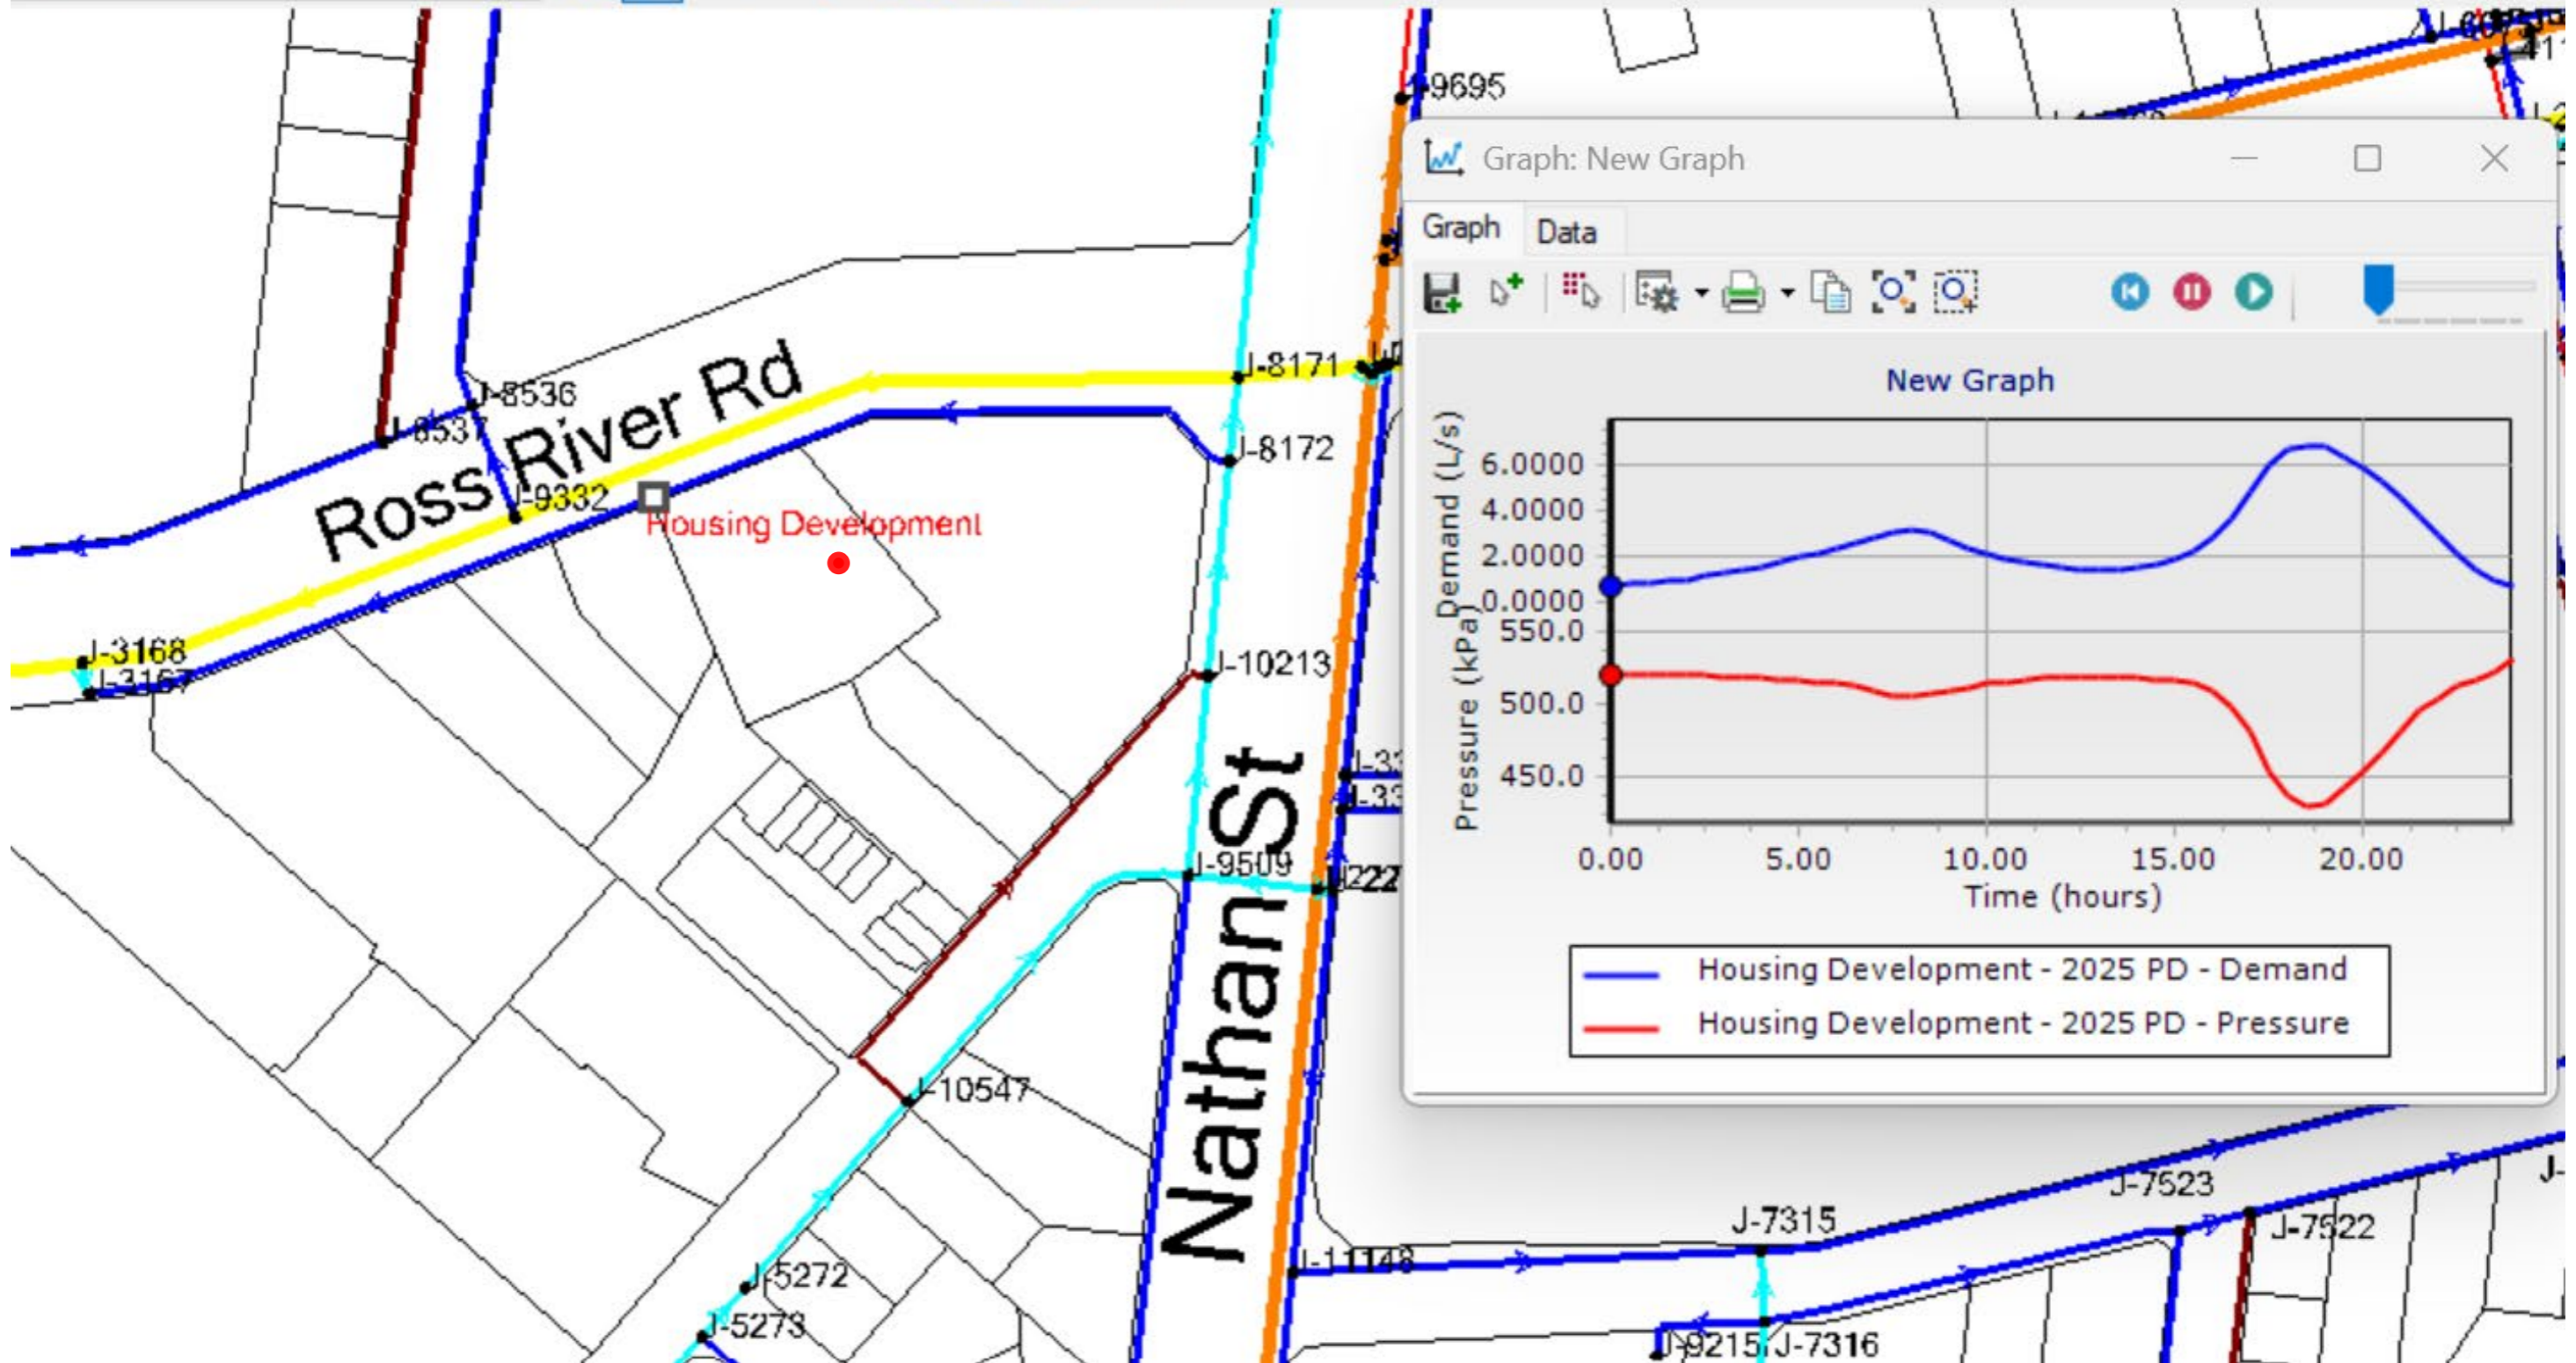 J-9695
Graph: New Graph
Graph
Data
New Graph
Demand (L/s)
6.0000
4.0000
2.0000
0.0000
Pressure (kPa)
550.0
500.0
450.0
0.00
5.00
10.00
15.00
20.00
Time (hours)
Housing Development - 2025 PD - Demand
Housing Development - 2025 PD - Pressure
J-8171
J-8536
J-8537
Ross River Rd
J-8172
J-9332
Housing Development
J-3168
J-3167
J-10213
J-9509
Nathan St
J-10547
J-7523
J-7315
J-7522
J-11148
J-5272
J-5273
J-9215
J-7316